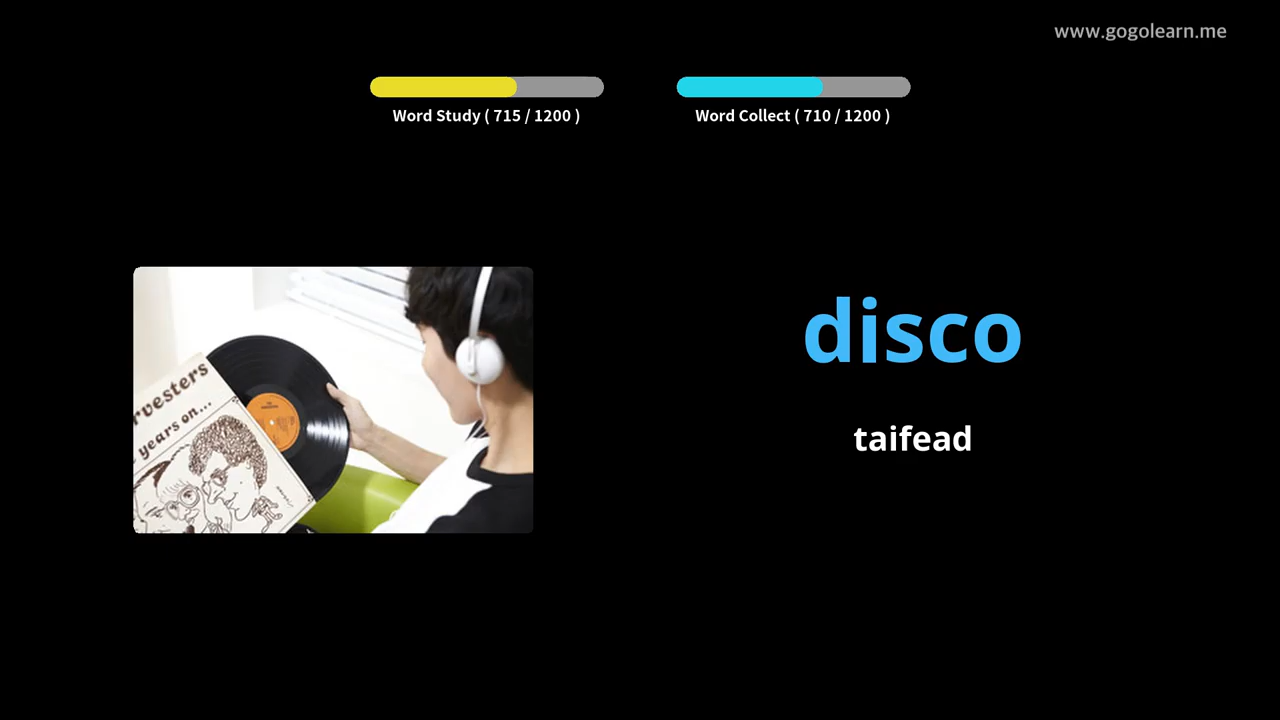 www.gogolearn.me
Word Study ( 715 / 1200 )
Word Collect ( 710 / 1200 )
rvesters
years on...
disco
taifead